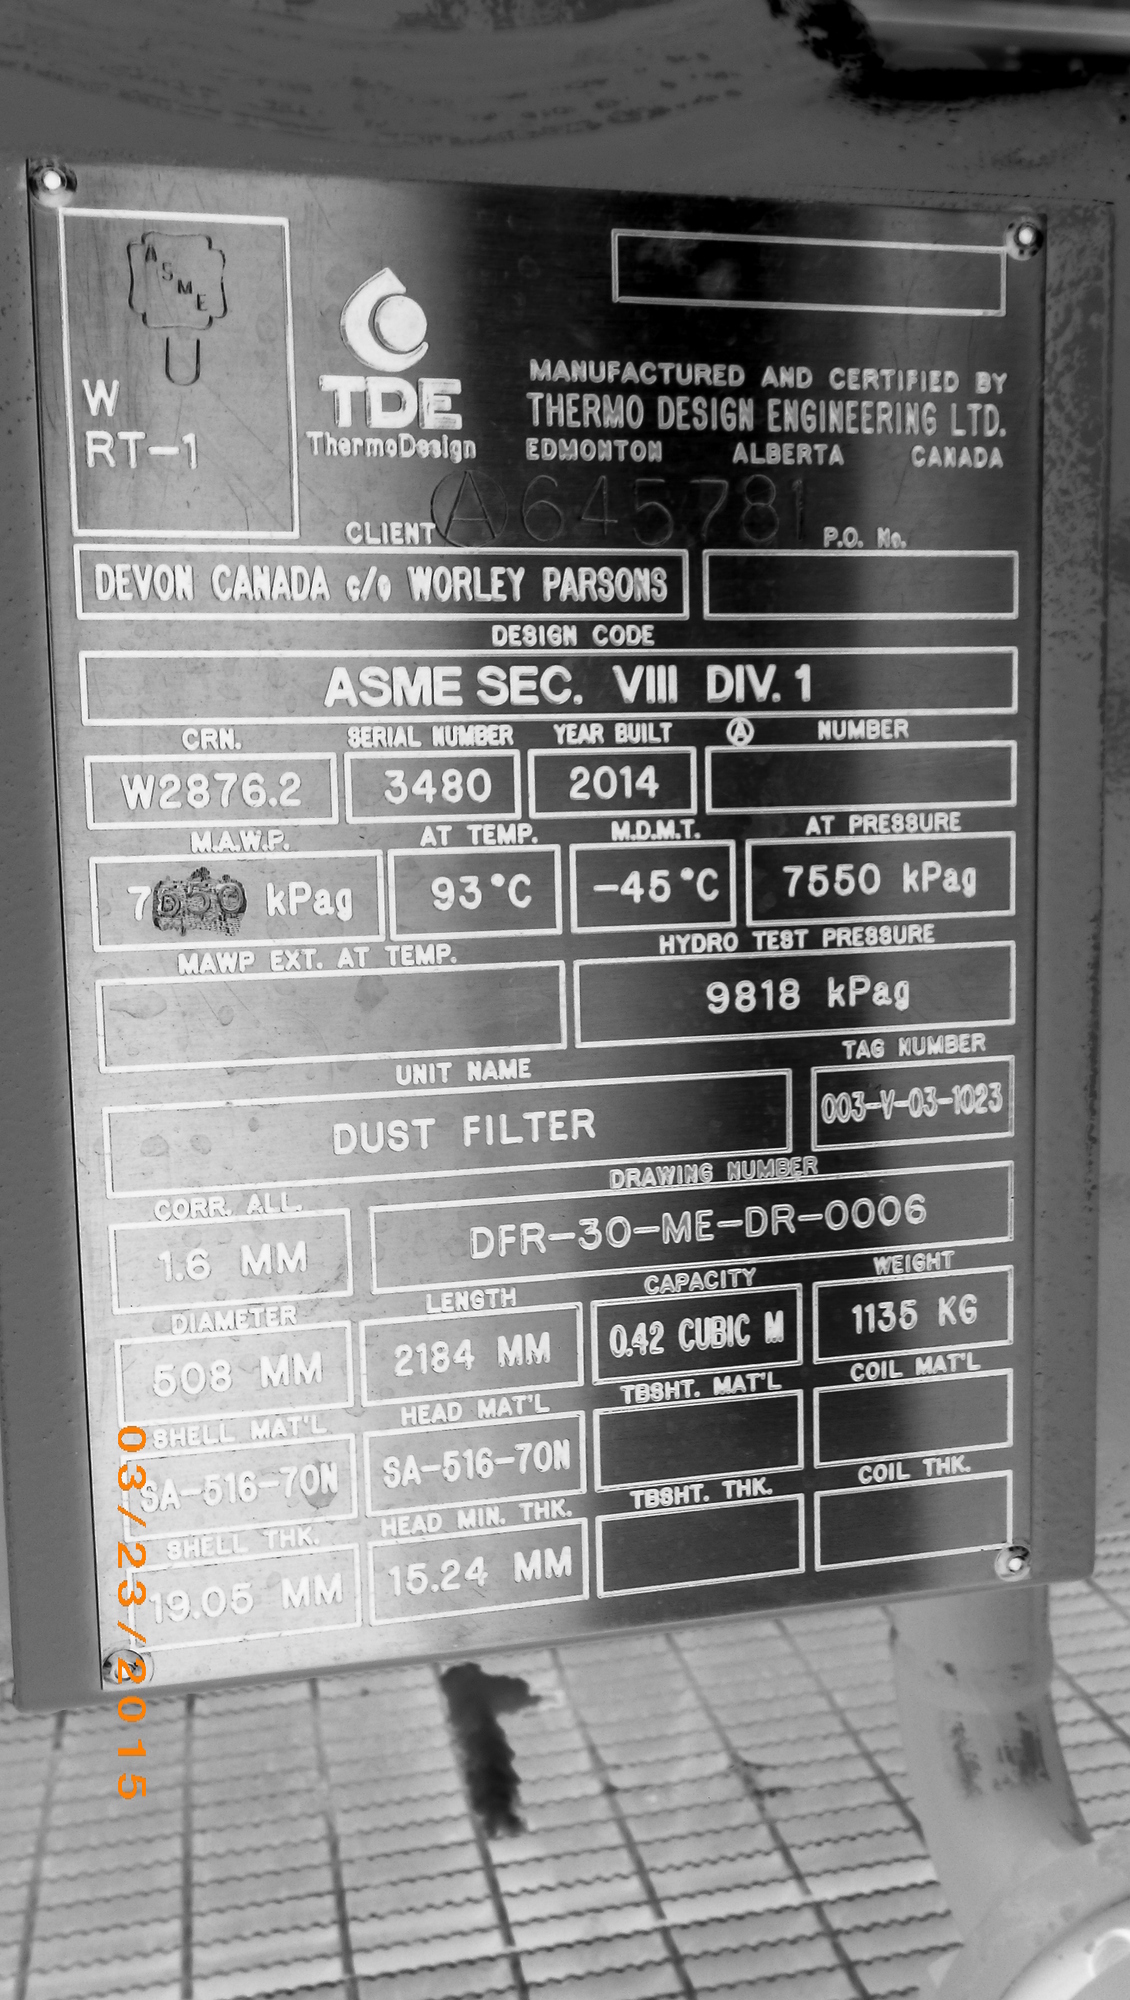 ASME
U
W
RT-1
TDE
ThermoDesign
MANUFACTURED AND CERTIFIED BY
THERMO DESIGN ENGINEERING LTD.
EDMONTON ALBERTA CANADA
A 645781
CLIENT P.O. No.
DEVON CANADA c/o WORLEY PARSONS
DESIGN CODE
ASME SEC. VIII DIV. 1
CRN. SERIAL NUMBER YEAR BUILT A NUMBER
W2876.2 3480 2014
M.A.W.P. AT TEMP. M.D.M.T. AT PRESSURE
kPag 93°C -45°C 7550 kPag
MAWP EXT. AT TEMP. HYDRO TEST PRESSURE
9818 kPag
UNIT NAME TAG NUMBER
DUST FILTER 003-V-03-1023
CORR. ALL. DRAWING NUMBER
1.6 MM DFR-30-ME-DR-0006
DIAMETER LENGTH CAPACITY WEIGHT
508 MM 2184 MM 0.42 CUBIC M 1135 KG
SHELL MAT'L HEAD MAT'L TBSHT. MAT'L COIL MAT'L
SA-516-70N SA-516-70N
SHELL THK. HEAD MIN. THK. TBSHT. THK. COIL THK.
19.05 MM 15.24 MM
03/23/2015